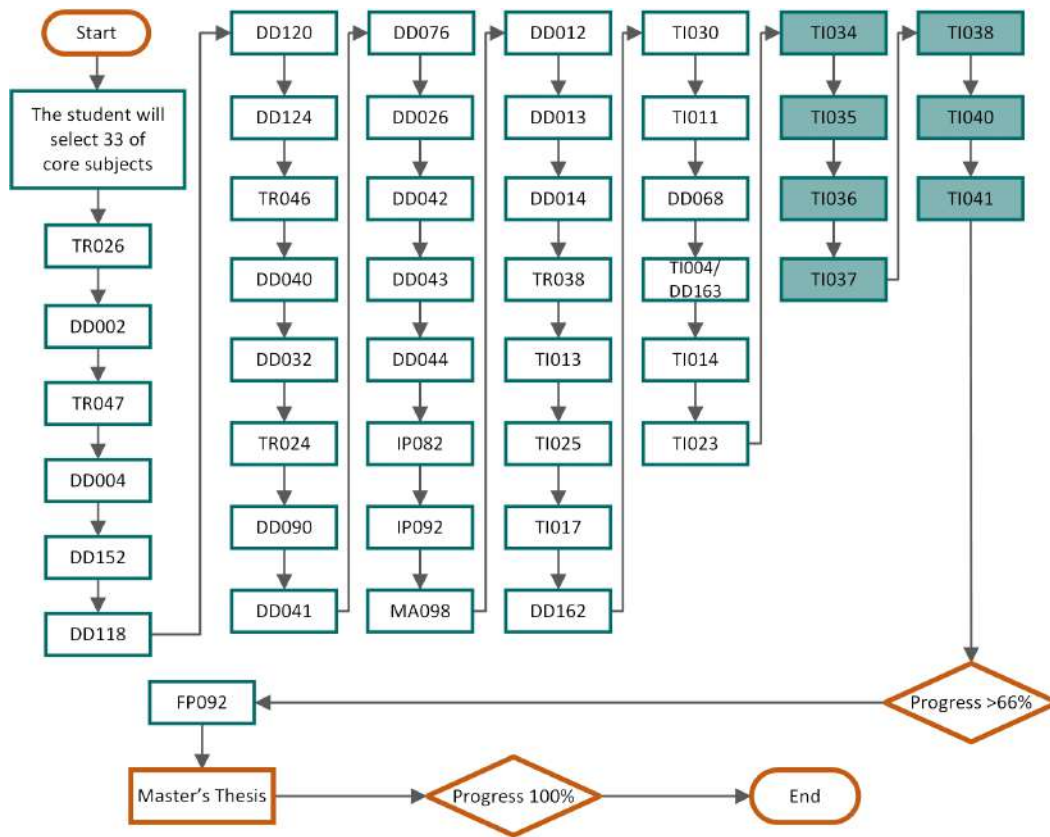 Start
The student will
select 33 of
core subjects
TR026
DD002
TR047
DD004
DD152
DD118
DD120
DD124
TR046
DD040
DD032
TR024
DD090
DD041
DD076
DD026
DD042
DD043
DD044
IP082
IP092
MA098
DD012
DD013
DD014
TR038
TI013
TI025
TI017
DD162
TI030
TI011
DD068
TI004/
DD163
TI014
TI023
TI034
TI035
TI036
TI037
TI038
TI040
TI041
Progress >66%
FP092
Master's Thesis
Progress 100%
End